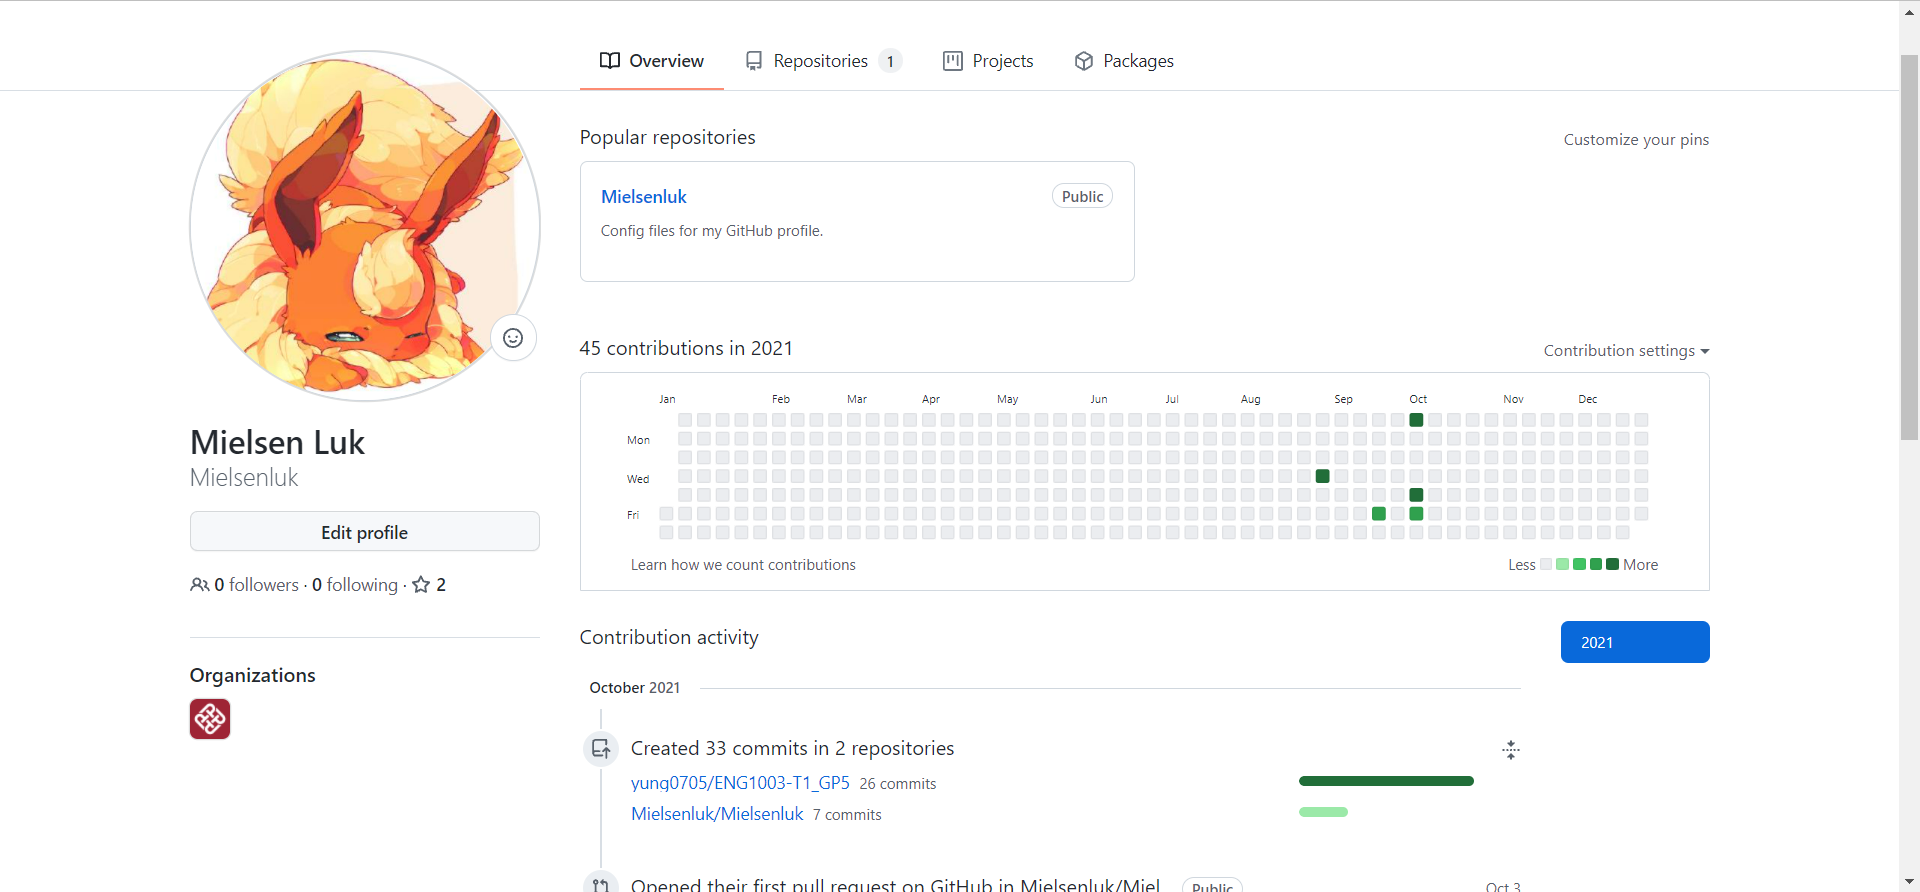 Overview Repositories 1 Projects Packages
Popular repositories Customize your pins
Mielsenluk Public
Config files for my GitHub profile.
Mielsen Luk
Mielsenluk
Edit profile
0 followers · 0 following · 2
Organizations
45 contributions in 2021 Contribution settings
Jan Feb Mar Apr May Jun Jul Aug Sep Oct Nov Dec
Mon
Wed
Fri
Learn how we count contributions Less More
Contribution activity 2021
October 2021
Created 33 commits in 2 repositories
yung0705/ENG1003-T1_GP5 26 commits
Mielsenluk/Mielsenluk 7 commits
Opened their first pull request on GitHub in Mielsenluk/Miel Public Oct 3